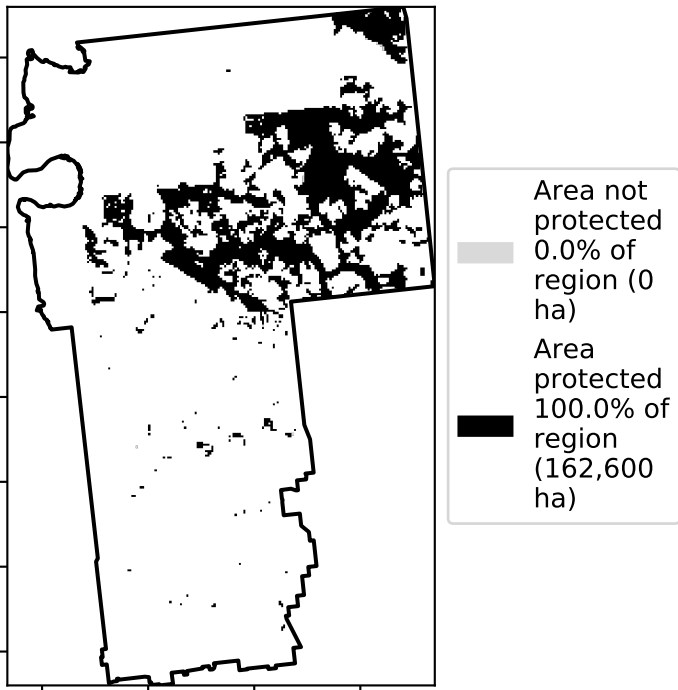 Area not
protected
0.0% of
region (0
ha)
Area
protected
100.0% of
region
(162,600
ha)